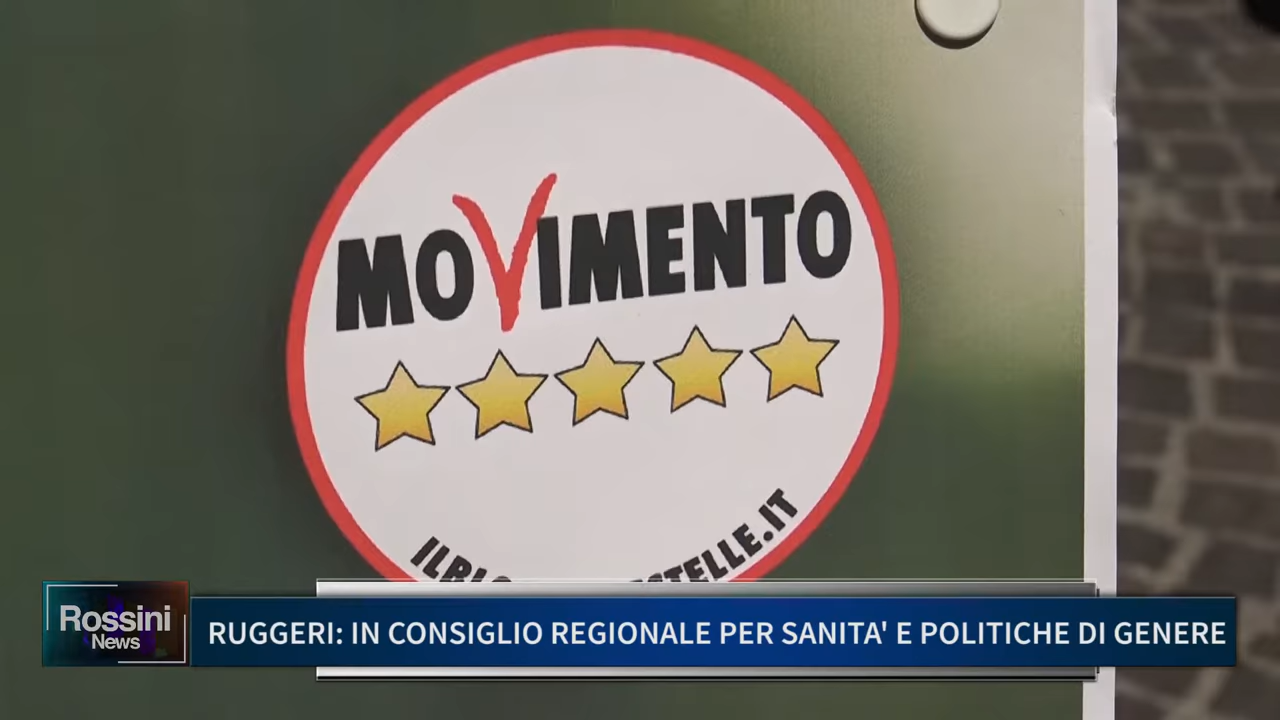 MOVIMENTO
Rossini
News
RUGGERI: IN CONSIGLIO REGIONALE PER SANITA' E POLITICHE DI GENERE